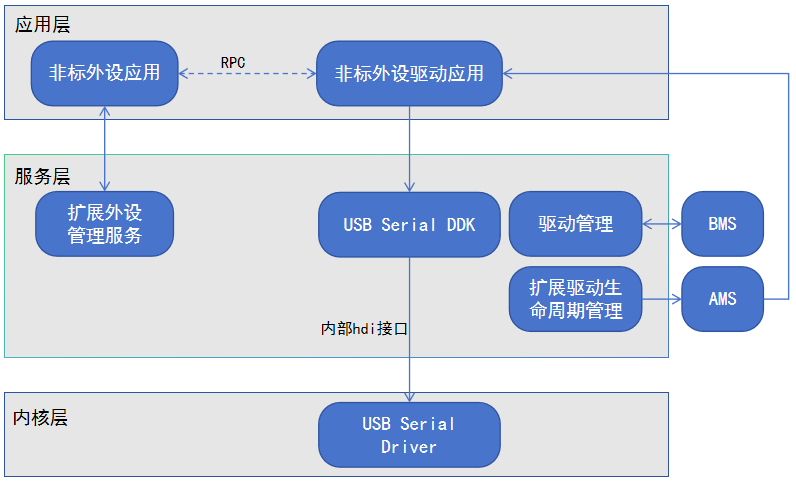 应用层
非标外设应用
RPC
非标外设驱动应用
服务层
扩展外设
管理服务
USB Serial DDK
驱动管理
BMS
扩展驱动生
命周期管理
AMS
内部hdi接口
内核层
USB Serial
Driver